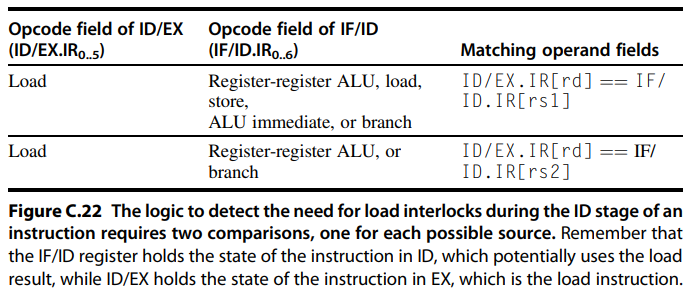 Opcode field of ID/EX
(ID/EX.IR0..5)
Opcode field of IF/ID
(IF/ID.IR0..6)
Matching operand fields
Load
Register-register ALU, load,
store,
ALU immediate, or branch
ID/EX.IR[rd] == IF/
ID.IR[rs1]
Load
Register-register ALU, or
branch
ID/EX.IR[rd] == IF/
ID.IR[rs2]
Figure C.22 The logic to detect the need for load interlocks during the ID stage of an
instruction requires two comparisons, one for each possible source. Remember that
the IF/ID register holds the state of the instruction in ID, which potentially uses the load
result, while ID/EX holds the state of the instruction in EX, which is the load instruction.